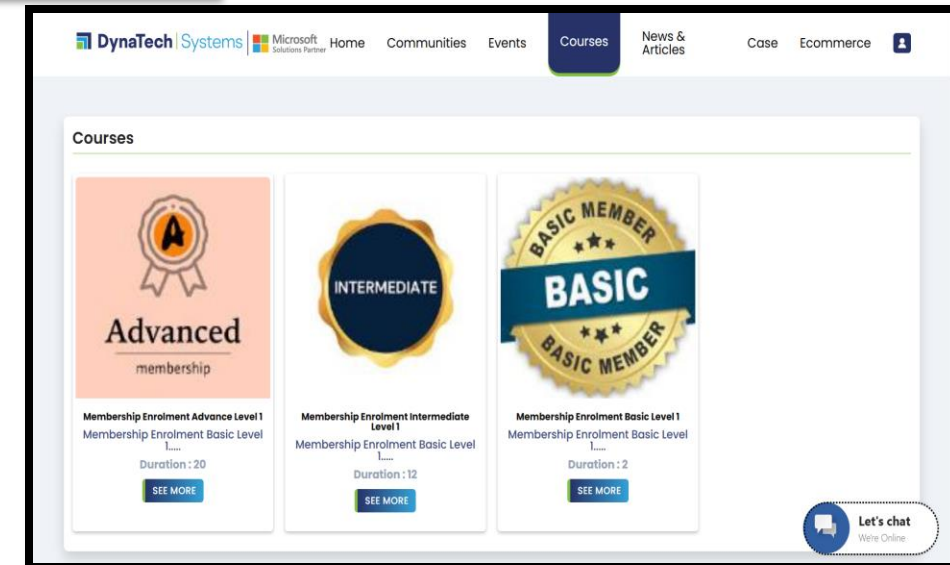 DynaTech Systems Microsoft Solutions Partner Home Communities Events Courses News & Articles Case Ecommerce
Courses
A
Advanced
membership
INTERMEDIATE
BASIC MEMBER
BASIC
BASIC MEMBER
Membership Enrolment Advance Level 1
Membership Enrolment Basic Level
1.....
Duration : 20
SEE MORE
Membership Enrolment Intermediate
Level 1
Membership Enrolment Basic Level
1.....
Duration : 12
SEE MORE
Membership Enrolment Basic Level 1
Membership Enrolment Basic Level
1.....
Duration : 2
SEE MORE
Let's chat
We're Online